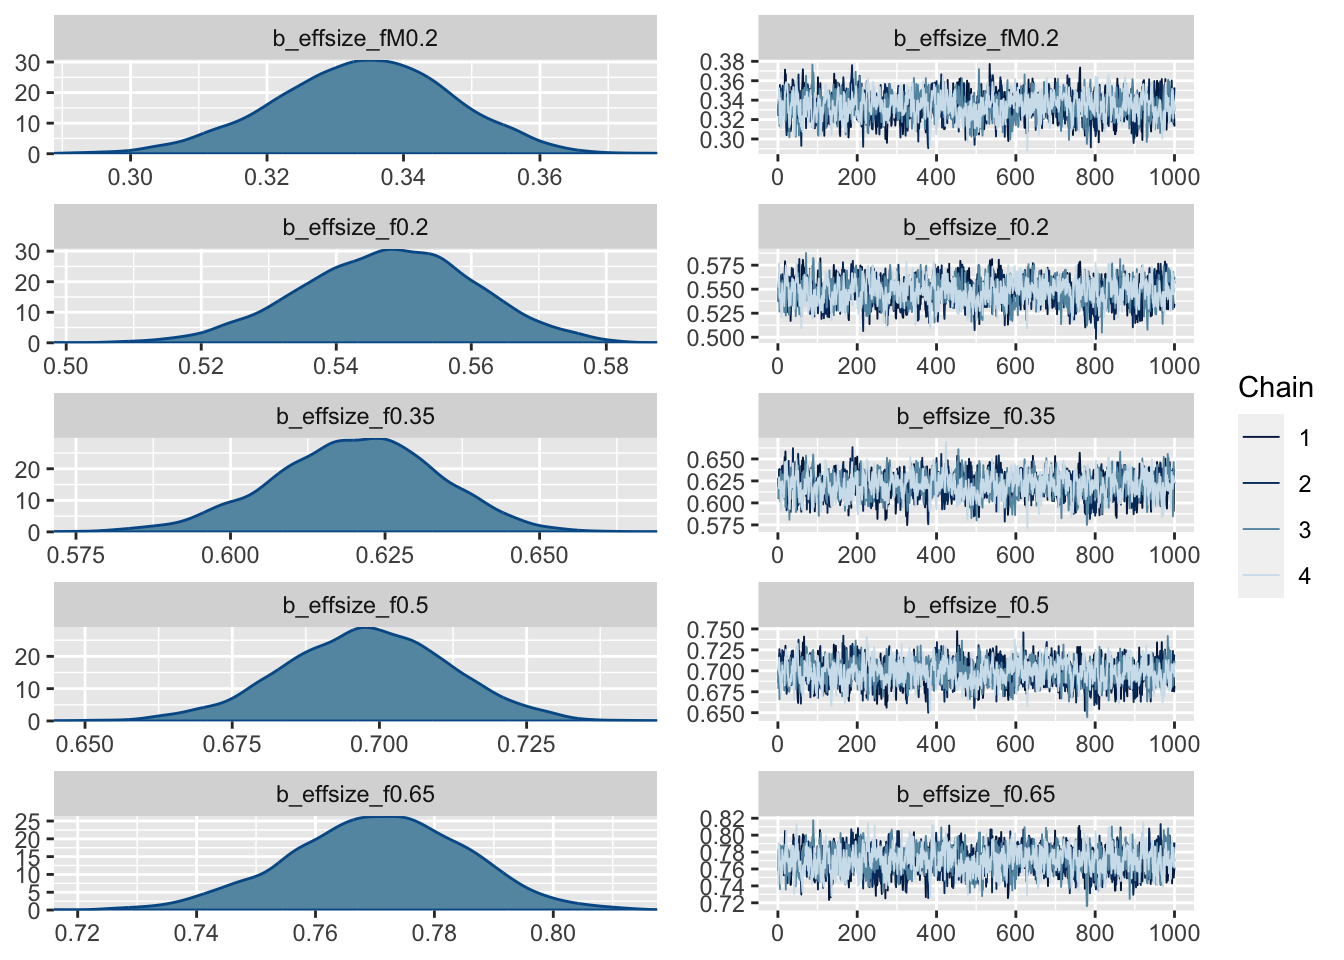 b_effsize_fM0.2
30
20
10
0
0.30 0.32 0.34 0.36
b_effsize_fM0.2
0.38
0.36
0.34
0.32
0.30
0 200 400 600 800 1000
b_effsize_f0.2
30
20
10
0
0.50 0.52 0.54 0.56 0.58
b_effsize_f0.2
0.575
0.550
0.525
0.500
0 200 400 600 800 1000
b_effsize_f0.35
20
10
0
0.575 0.600 0.625 0.650
b_effsize_f0.35
0.650
0.625
0.600
0.575
0 200 400 600 800 1000
b_effsize_f0.5
20
10
0
0.650 0.675 0.700 0.725
b_effsize_f0.5
0.750
0.725
0.700
0.675
0.650
0 200 400 600 800 1000
b_effsize_f0.65
25
20
15
10
5
0
0.72 0.74 0.76 0.78 0.80
b_effsize_f0.65
0.82
0.80
0.78
0.76
0.74
0.72
0 200 400 600 800 1000
Chain
1
2
3
4